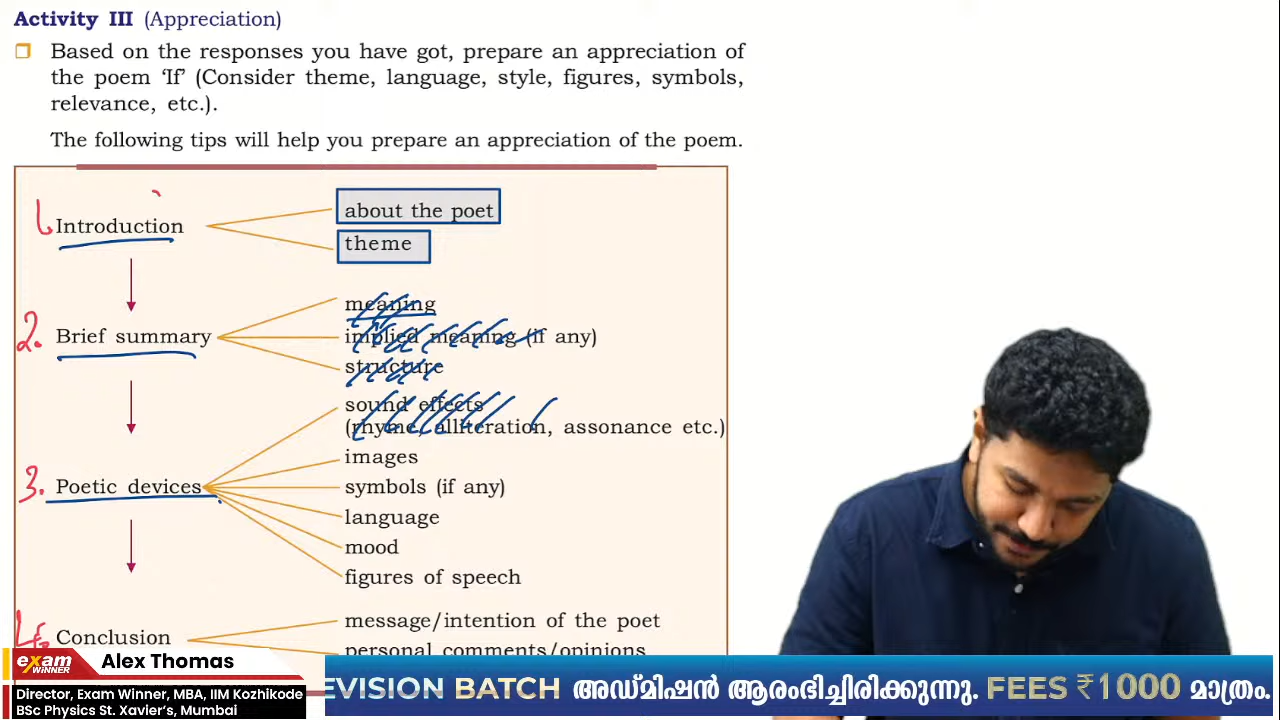 Activity III (Appreciation)
❒ Based on the responses you have got, prepare an appreciation of
the poem ‘If’ (Consider theme, language, style, figures, symbols,
relevance, etc.).
The following tips will help you prepare an appreciation of the poem.
1. Introduction
about the poet
theme
2. Brief summary
meaning
implied meaning (if any)
structure
3. Poetic devices
sound effects
(rhyme, alliteration, assonance etc.)
images
symbols (if any)
language
mood
figures of speech
4. Conclusion
message/intention of the poet
personal comments/opinions
exam WINNER
Alex Thomas
Director, Exam Winner, MBA, IIM Kozhikode
BSc Physics St. Xavier’s, Mumbai
EVISION BATCH അഡ്മിഷൻ ആരംഭിച്ചിരിക്കുന്നു. FEES ₹1000 മാത്രം.